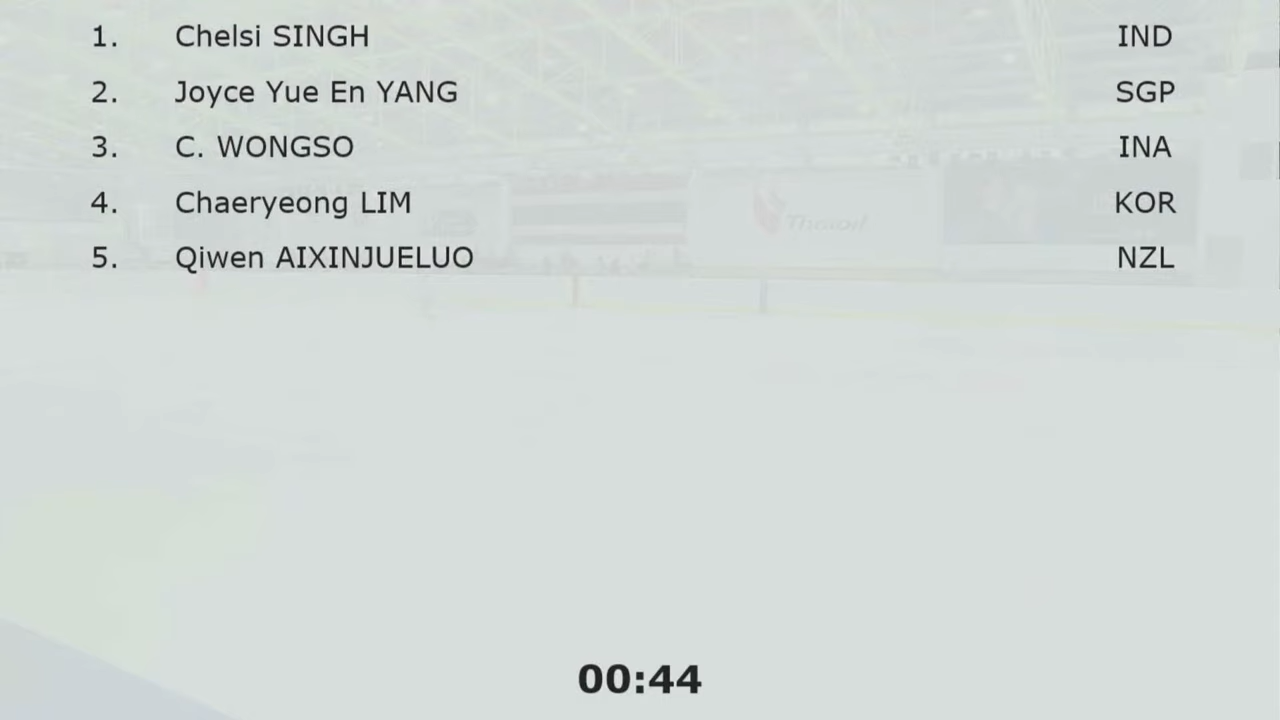 1. Chelsi SINGH IND
2. Joyce Yue En YANG SGP
3. C. WONGSO INA
4. Chaeryeong LIM KOR
5. Qiwen AIXINJUELUO NZL
Thaioil
00:44